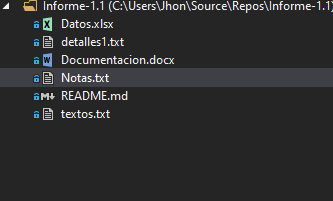 Informe-1.1 (C:\Users\Jhon\Source\Repos\Informe-1.1)
Datos.xlsx
detalles1.txt
Documentacion.docx
Notas.txt
README.md
textos.txt